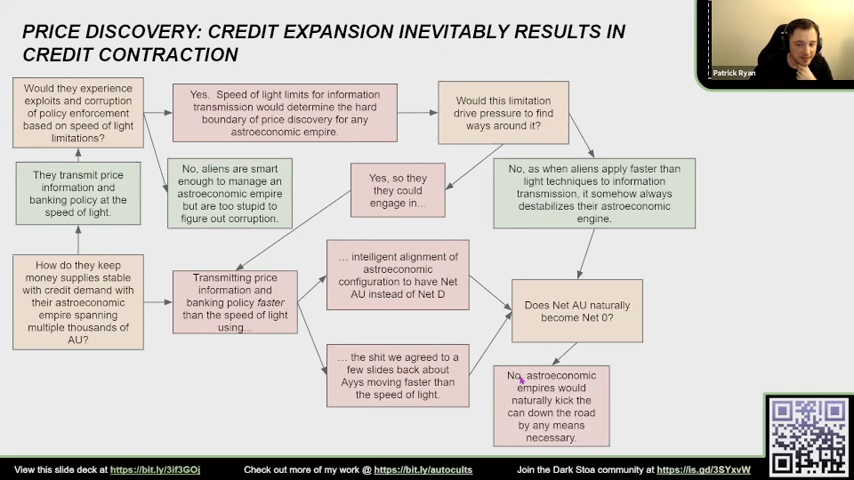 PRICE DISCOVERY: CREDIT EXPANSION INEVITABLY RESULTS IN
CREDIT CONTRACTION
Patrick Ryan
Would they experience
exploits and corruption
of policy enforcement
based on speed of light
limitations?
Yes. Speed of light limits for information
transmission would determine the hard
boundary of price discovery for any
astroeconomic empire.
Would this limitation
drive pressure to find
ways around it?
They transmit price
information and
banking policy at the
speed of light.
No, aliens are smart
enough to manage an
astroeconomic empire
but are too stupid to
figure out corruption.
Yes, so they
they could
engage in...
No, as when aliens apply faster than
light techniques to information
transmission, it somehow always
destabilizes their astroeconomic
engine.
How do they keep
money supplies stable
with credit demand with
their astroeconomic
empire spanning
multiple thousands of
AU?
Transmitting price
information and
banking policy faster
than the speed of light
using...
... intelligent alignment of
astroeconomic
configuration to have Net
AU instead of Net D
... the shit we agreed to a
few slides back about
Ayys moving faster than
the speed of light.
Does Net AU naturally
become Net 0?
No, astroeconomic
empires would
naturally kick the
can down the road
by any means
necessary.
View this slide deck at https://bit.ly/3if3GOj
Check out more of my work @ https://bit.ly/autocults
Join the Dark Stoa community at https://is.gd/3SYxvW